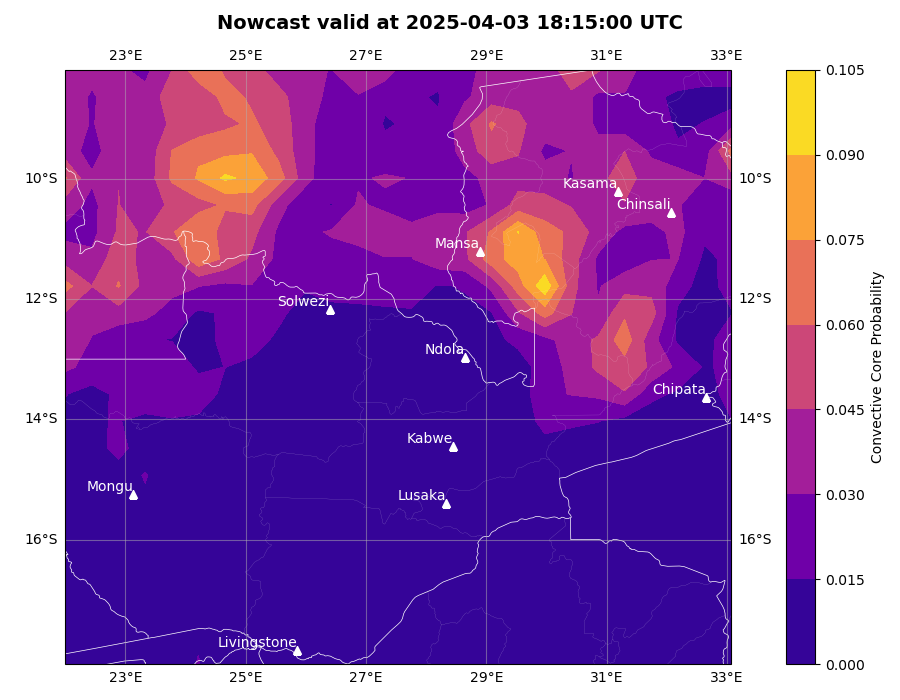 Nowcast valid at 2025-04-03 18:15:00 UTC
23°E 25°E 27°E 29°E 31°E 33°E
0.105
0.090
10°S Kasama 10°S
Chinsali
Mansa
0.075
12°S Solwezi 12°S
0.060
Ndola
Chipata
14°S 14°S
0.045
Kabwe
Mongu Lusaka
0.030
16°S 16°S
0.015
Livingstone
0.000
23°E 25°E 27°E 29°E 31°E 33°E
Convective Core Probability